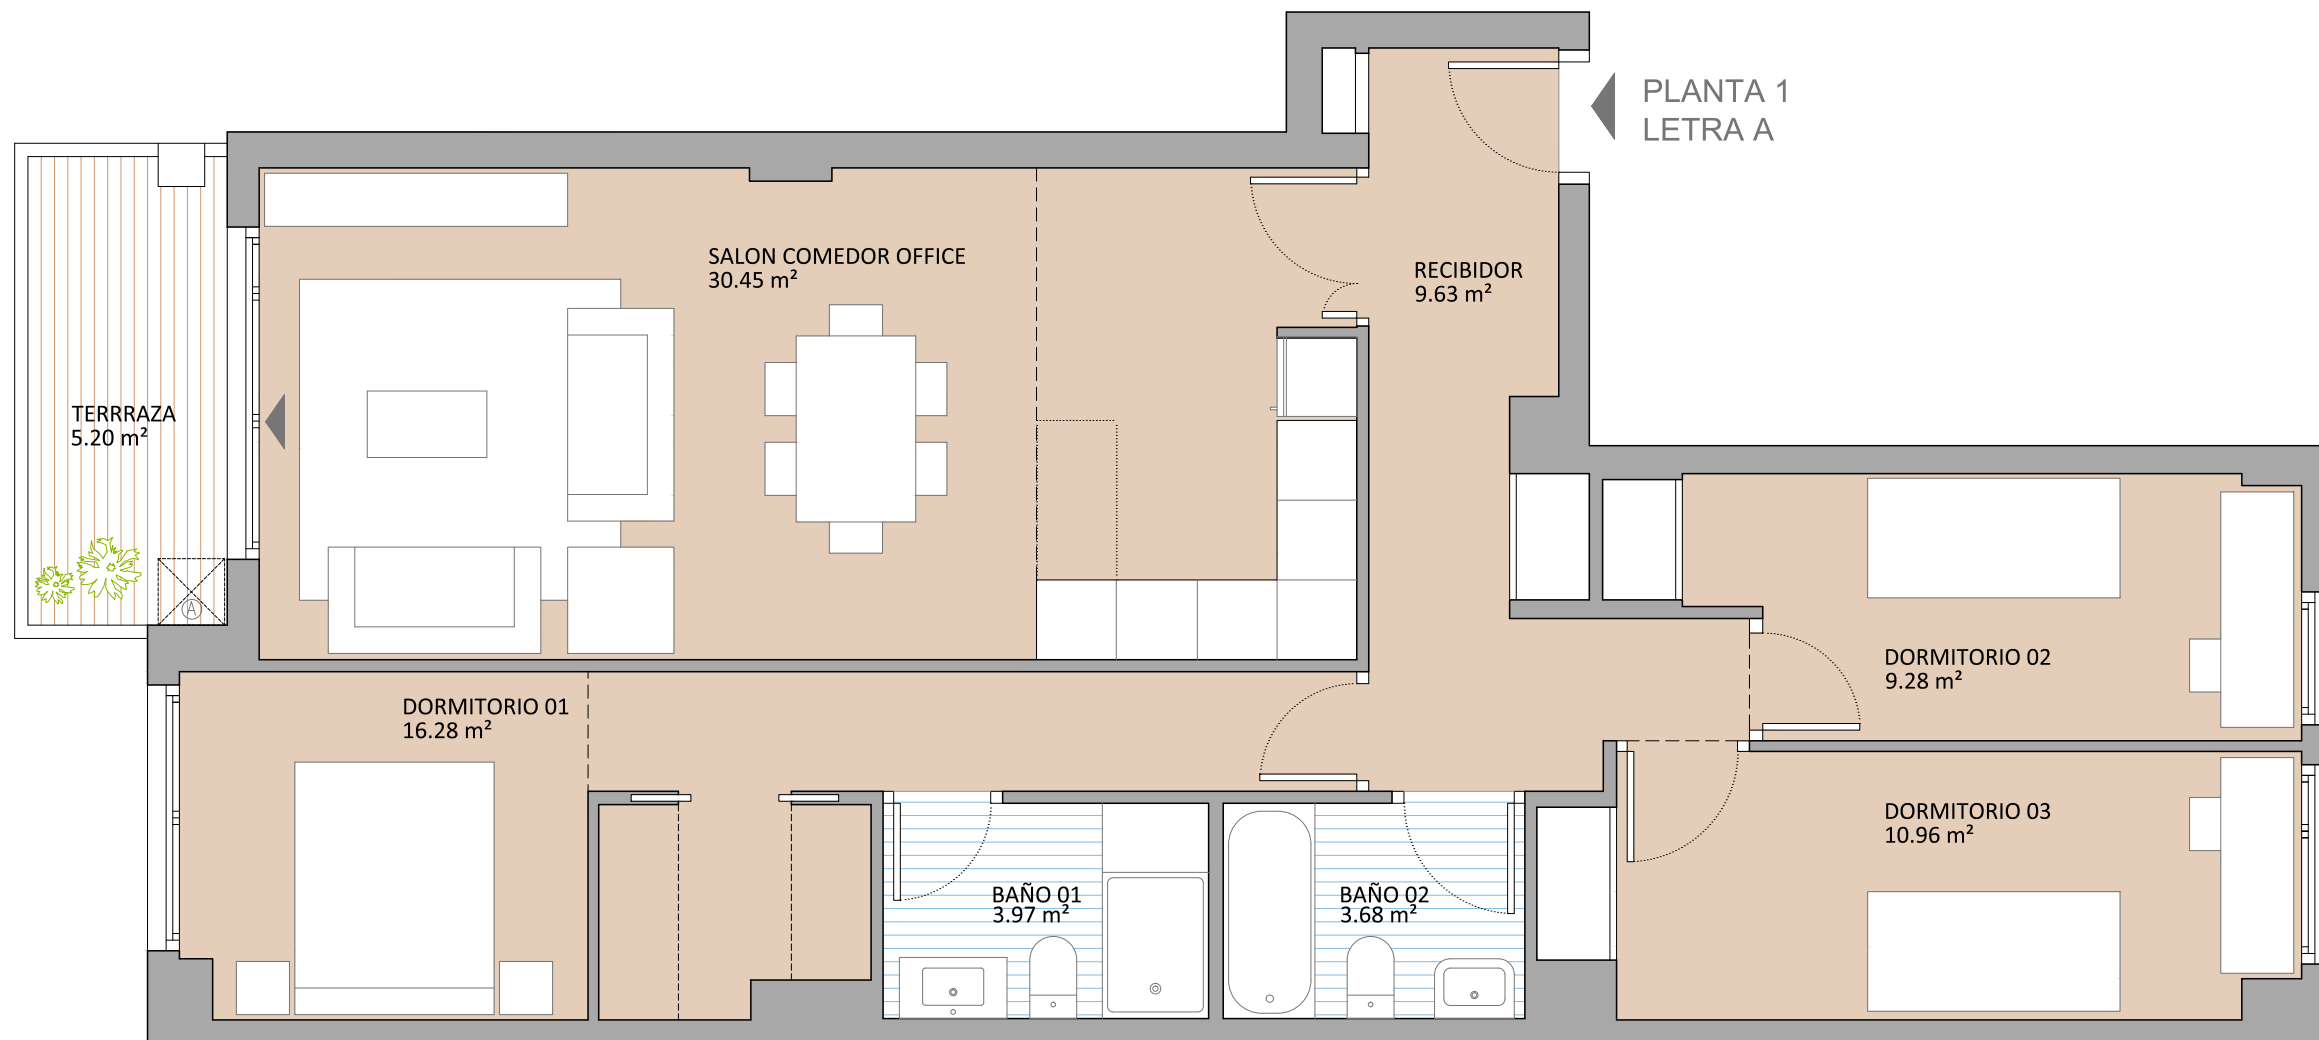 PLANTA 1
LETRA A
SALON COMEDOR OFFICE
30.45 m²
RECIBIDOR
9.63 m²
TERRRAZA
5.20 m²
A
DORMITORIO 01
16.28 m²
DORMITORIO 02
9.28 m²
DORMITORIO 03
10.96 m²
BAÑO 01
3.97 m²
BAÑO 02
3.68 m²